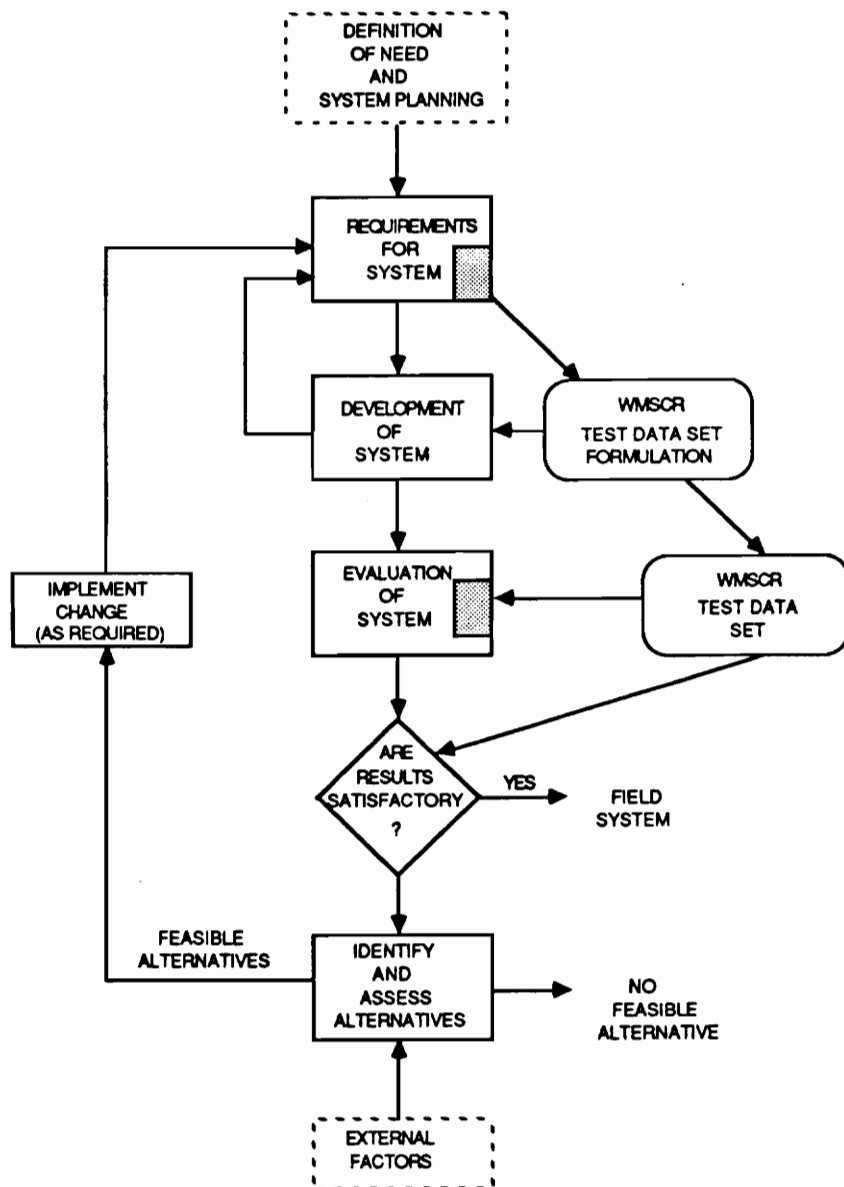 DEFINITION
OF NEED
AND
SYSTEM PLANNING
REQUIREMENTS
FOR
SYSTEM
DEVELOPMENT
OF
SYSTEM
WMSCR
TEST DATA SET
FORMULATION
EVALUATION
OF
SYSTEM
WMSCR
TEST DATA
SET
IMPLEMENT
CHANGE
(AS REQUIRED)
ARE
RESULTS
SATISFACTORY
?
YES
FIELD
SYSTEM
FEASIBLE
ALTERNATIVES
IDENTIFY
AND
ASSESS
ALTERNATIVES
NO
FEASIBLE
ALTERNATIVE
EXTERNAL
FACTORS